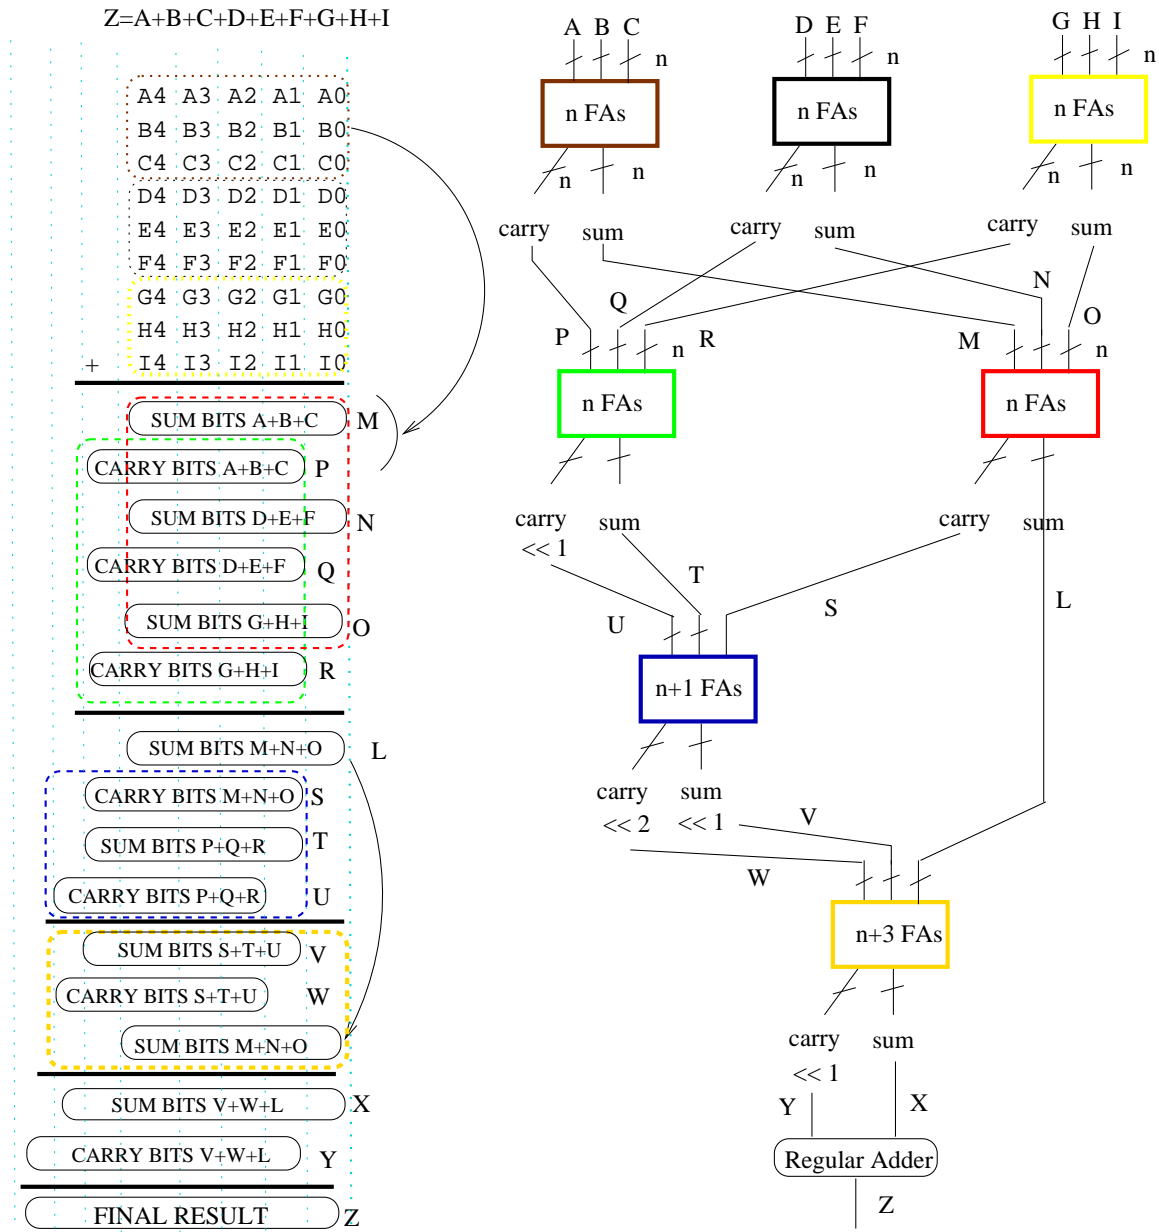 Z=A+B+C+D+E+F+G+H+I
A4 A3 A2 A1 A0
B4 B3 B2 B1 B0
C4 C3 C2 C1 C0
D4 D3 D2 D1 D0
E4 E3 E2 E1 E0
F4 F3 F2 F1 F0
G4 G3 G2 G1 G0
H4 H3 H2 H1 H0
+ I4 I3 I2 I1 I0
SUM BITS A+B+C M
CARRY BITS A+B+C P
SUM BITS D+E+F N
CARRY BITS D+E+F Q
SUM BITS G+H+I O
CARRY BITS G+H+I R
SUM BITS M+N+O L
CARRY BITS M+N+O S
SUM BITS P+Q+R T
CARRY BITS P+Q+R U
SUM BITS S+T+U V
CARRY BITS S+T+U W
SUM BITS M+N+O
SUM BITS V+W+L X
CARRY BITS V+W+L Y
FINAL RESULT Z
A B C n D E F n G H I n
n FAs n FAs n FAs
n n n n n n
carry sum carry sum carry sum
P Q R n M N O n
n FAs n FAs
carry sum carry sum
<< 1
U T S L
n+1 FAs
carry sum
<< 2 << 1
V
W
n+3 FAs
carry sum
<< 1
Y X
Regular Adder
Z